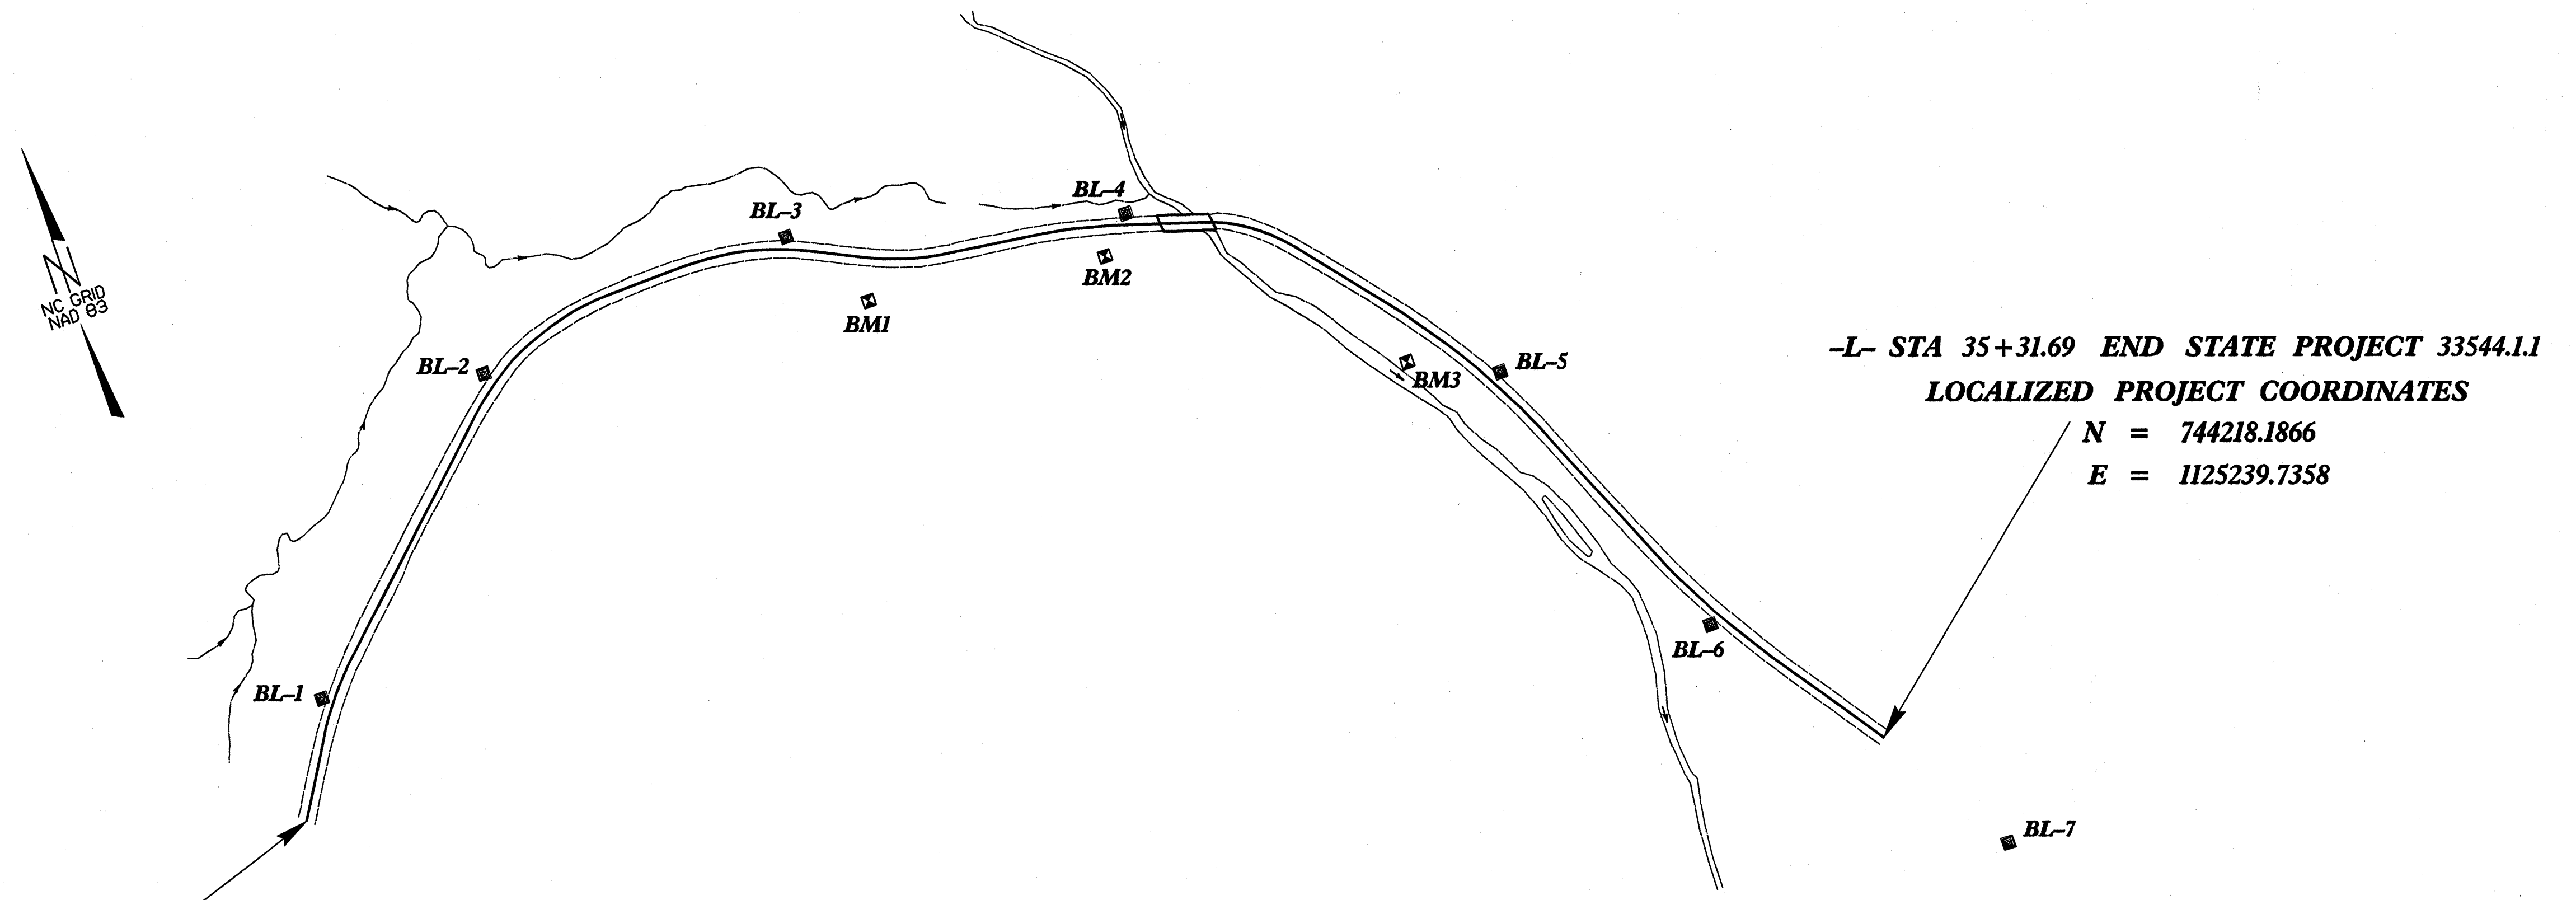 BL-4
BL-3
BM2
NC GRID
NAD 83
BM1
-L- STA 35+31.69 END STATE PROJECT 33544.1.1
BL-2
BL-5
BM3
LOCALIZED PROJECT COORDINATES
N = 744218.1866
E = 1125239.7358
BL-6
BL-1
BL-7